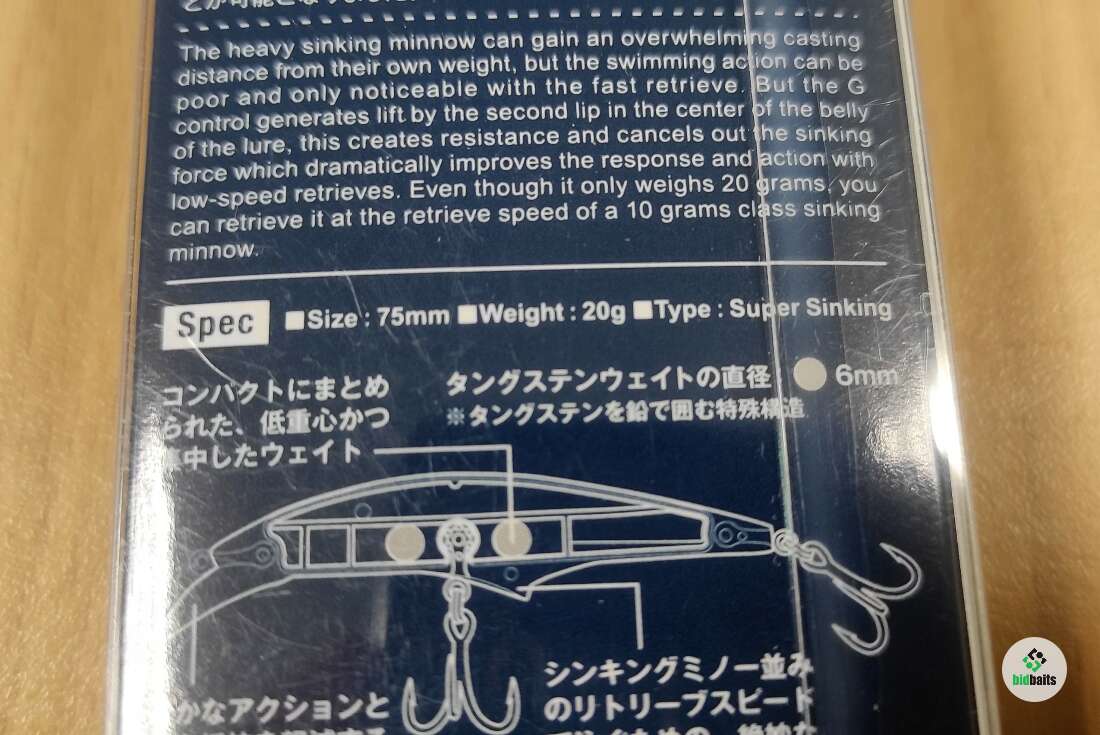 The heavy sinking minnow can gain an overwhelming casting
distance from their own weight, but the swimming action can be
poor and only noticeable with the fast retrieve. But the G
control generates lift by the second lip in the center of the belly
of the lure, this creates resistance and cancels out the sinking
force which dramatically improves the response and action with
low-speed retrieves. Even though it only weighs 20 grams, you
can retrieve it at the retrieve speed of a 10 grams class sinking
minnow.
Spec ■Size : 75mm ■Weight : 20g ■Type : Super Sinking
コンパクトにまとめ
られた、低重心かつ
中したウェイト
タングステンウェイトの直径 6mm
※タングステンを鉛で囲む特殊構造
かなアクションと
シンキングミノー並み
のリトリーブスピード
bidbaits